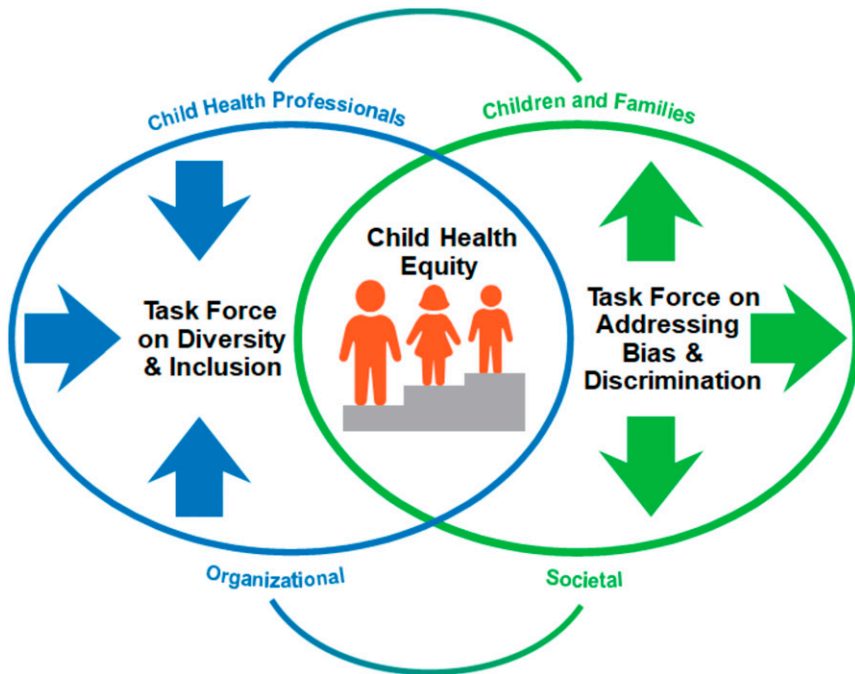 Child Health Professionals
Children and Families
Child Health
Equity
Task Force
on Diversity
& Inclusion
Task Force on
Addressing
Bias &
Discrimination
Organizational
Societal